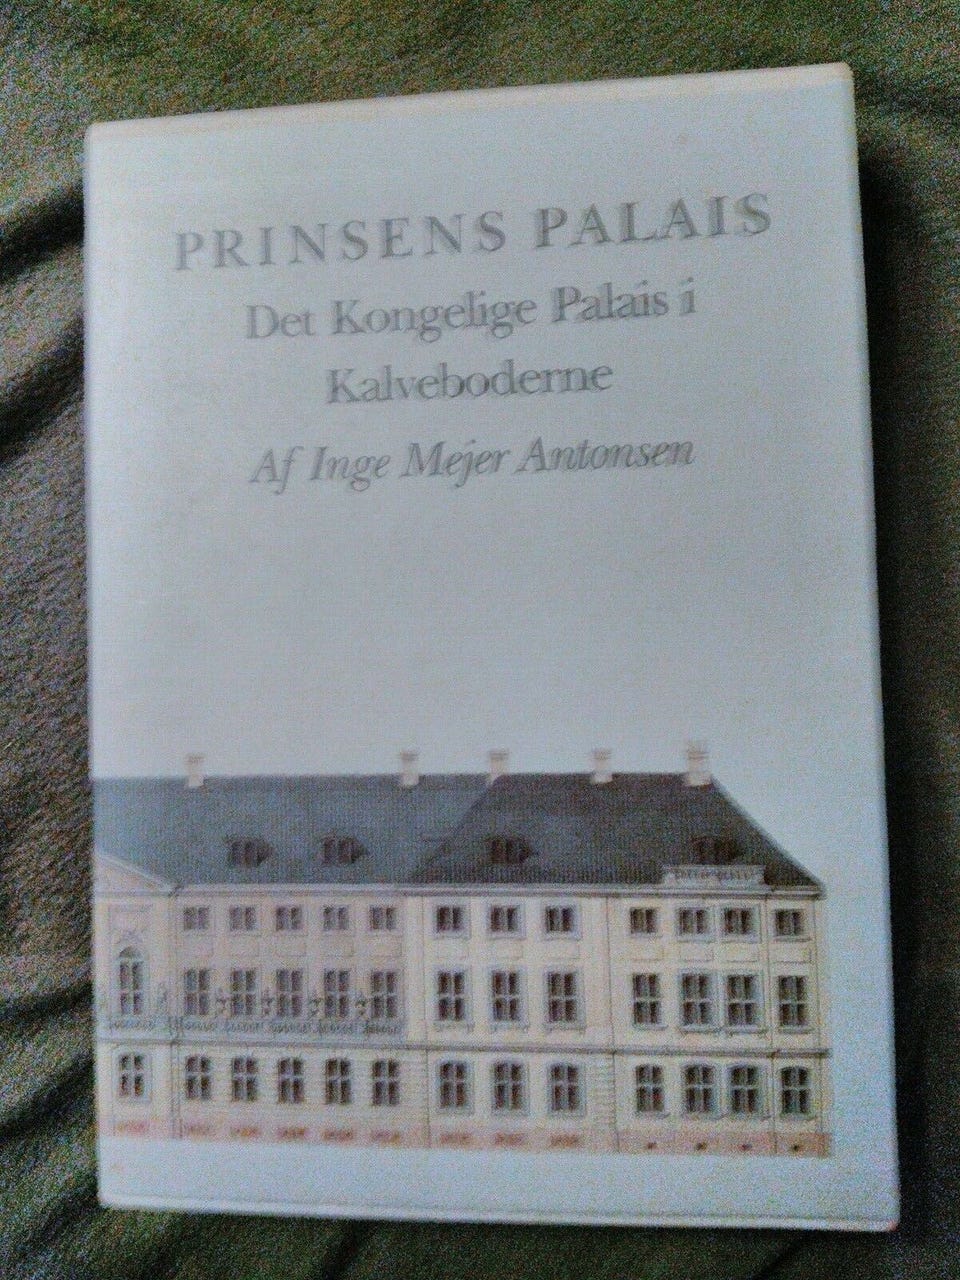 PRINSENS PALAIS
Det Kongelige Palais i
Kalveboderne
Af Inge Mejer Antonsen